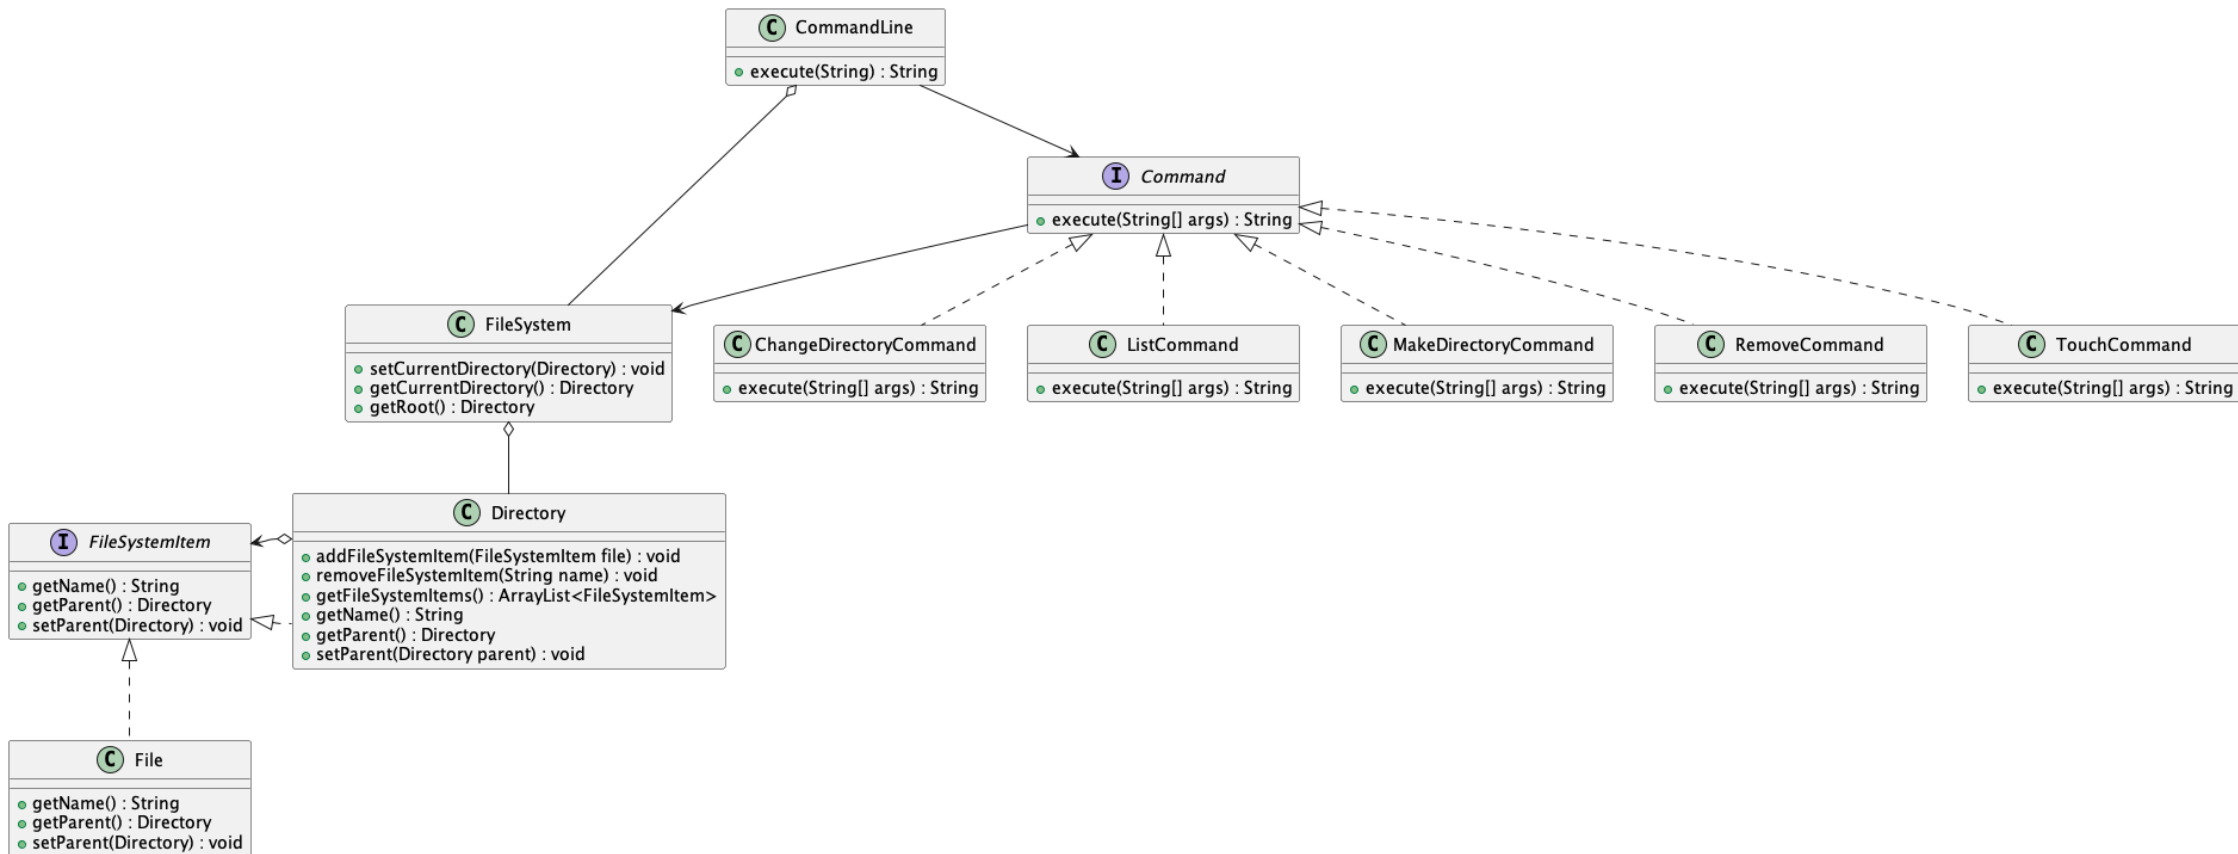 C CommandLine
execute(String) : String
I Command
execute(String[] args) : String
C FileSystem
setCurrentDirectory(Directory) : void
getCurrentDirectory() : Directory
getRoot() : Directory
C ChangeDirectoryCommand
execute(String[] args) : String
C ListCommand
execute(String[] args) : String
C MakeDirectoryCommand
execute(String[] args) : String
C RemoveCommand
execute(String[] args) : String
C TouchCommand
execute(String[] args) : String
I FileSystemItem
getName() : String
getParent() : Directory
setParent(Directory) : void
C Directory
addFileSystemItem(FileSystemItem file) : void
removeFileSystemItem(String name) : void
getFileSystemItems() : ArrayList<FileSystemItem>
getName() : String
getParent() : Directory
setParent(Directory parent) : void
C File
getName() : String
getParent() : Directory
setParent(Directory) : void